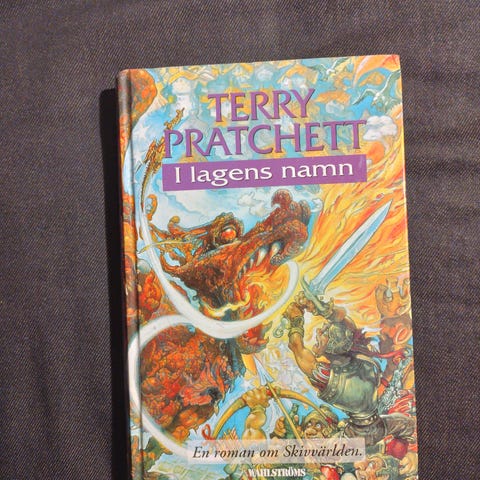 TERRY
PRATCHETT
I lagens namn
En roman om Skivvärlden.
WAHLSTRÖMS